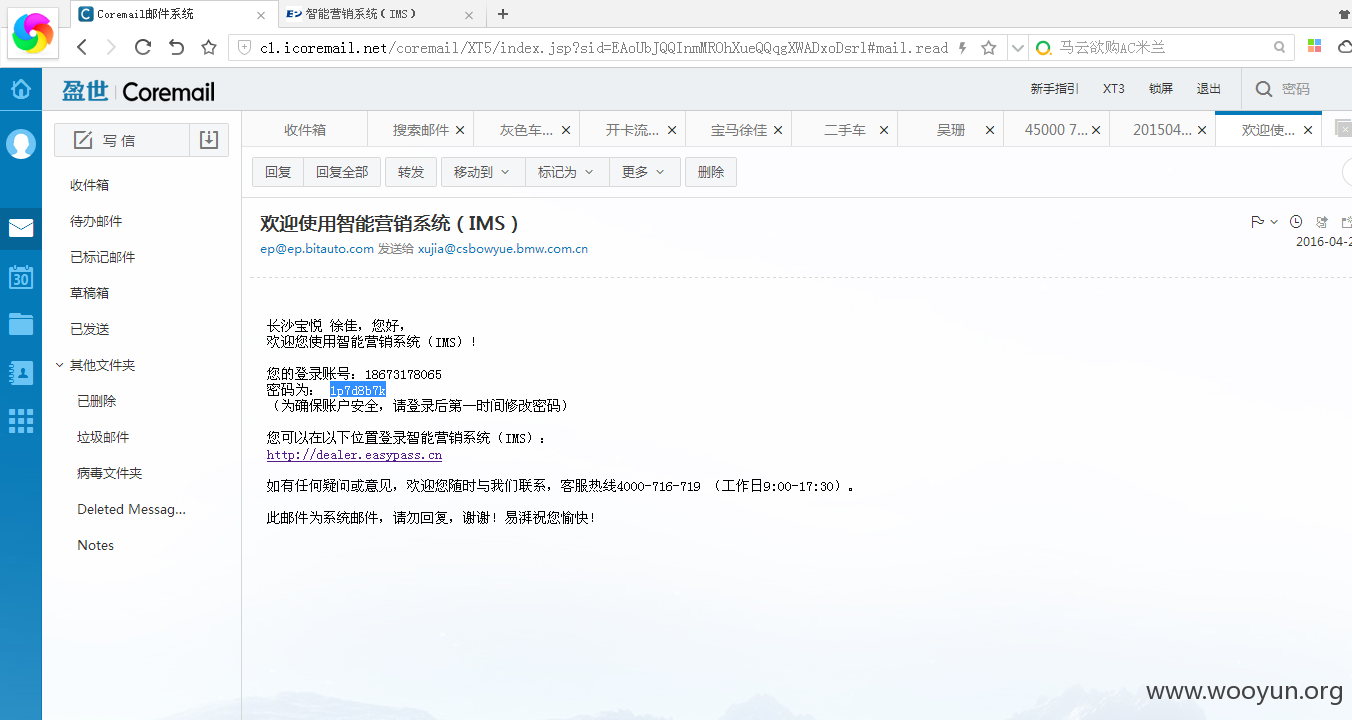 Coremail邮件系统
智能营销系统（IMS）
c1.icoremail.net/coremail/XT5/index.jsp?sid=EAoUbJQQInmMROhXueQQqgXWADxoDsrl#mail.read
马云欲购AC米兰
盈世 Coremail
新手指引 XT3 锁屏 退出 密码
写信
收件箱 搜索邮件 灰色车... 开卡流... 宝马徐佳 二手车 吴珊 45000 7... 201504... 欢迎使...
回复 回复全部 转发 移动到 标记为 更多 删除
收件箱
待办邮件
已标记邮件
草稿箱
已发送
其他文件夹
已删除
垃圾邮件
病毒文件夹
Deleted Messag...
Notes
30
欢迎使用智能营销系统（IMS）
ep@ep.bitauto.com 发送给 xujia@csbowyue.bmw.com.cn
2016-04-2
长沙宝悦 徐佳，您好，
欢迎您使用智能营销系统（IMS）！
您的登录账号：18673178065
密码为： 1p7d8b7k
（为确保账户安全，请登录后第一时间修改密码）
您可以在以下位置登录智能营销系统（IMS）：
http://dealer.easypass.cn
如有任何疑问或意见，欢迎您随时与我们联系，客服热线4000-716-719 （工作日9:00-17:30）。
此邮件为系统邮件，请勿回复，谢谢！易湃祝您愉快！
www.wooyun.org